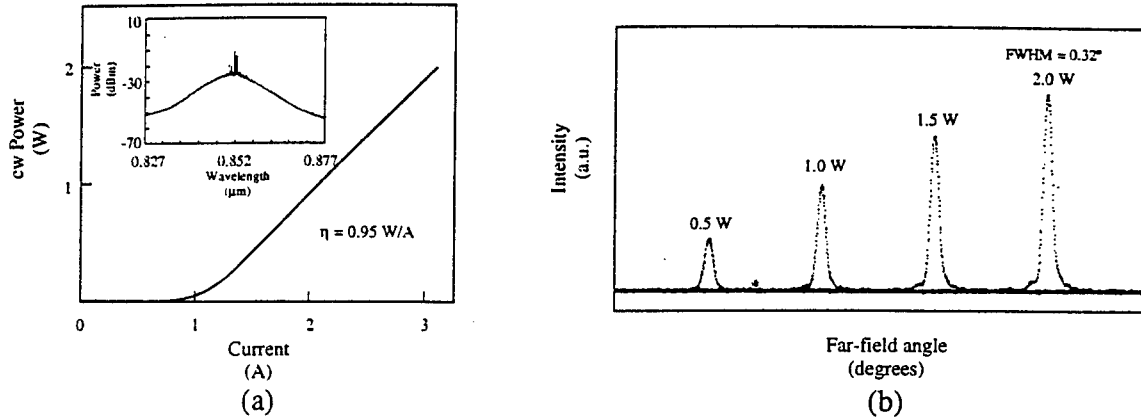 10
Power
(dBm)
-30
-70
0.827
0.852
0.877
Wavelength
(μm)
2
cw Power
(W)
1
η = 0.95 W/A
0
1
2
3
Current
(A)
(a)
FWHM = 0.32°
2.0 W
1.5 W
1.0 W
0.5 W
Intensity
(a.u.)
Far-field angle
(degrees)
(b)